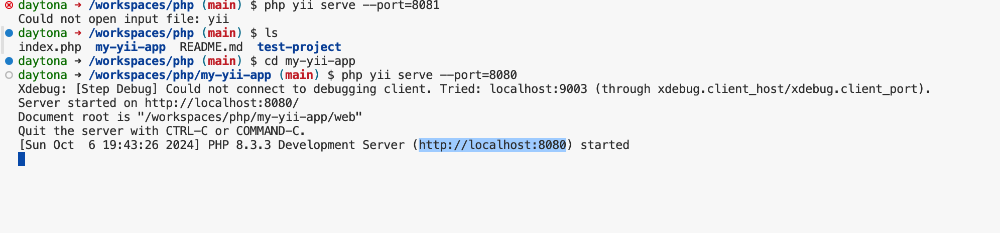 daytona ➜ /workspaces/php (main) $ php yii serve --port=8081
Could not open input file: yii
daytona ➜ /workspaces/php (main) $ ls
index.php  my-yii-app  README.md  test-project
daytona ➜ /workspaces/php (main) $ cd my-yii-app
daytona ➜ /workspaces/php/my-yii-app (main) $ php yii serve --port=8080
Xdebug: [Step Debug] Could not connect to debugging client. Tried: localhost:9003 (through xdebug.client_host/xdebug.client_port).
Server started on http://localhost:8080/
Document root is "/workspaces/php/my-yii-app/web"
Quit the server with CTRL-C or COMMAND-C.
[Sun Oct  6 19:43:26 2024] PHP 8.3.3 Development Server (http://localhost:8080) started